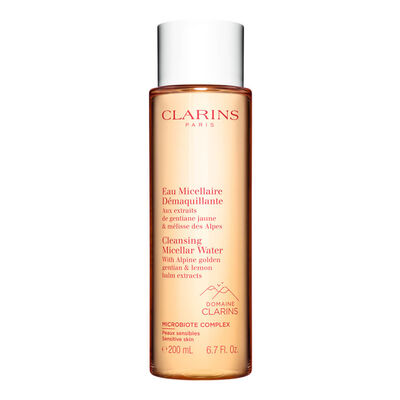 CLARINS
PARIS
Eau Micellaire
Démaquillante
Aux extraits
de gentiane jaune
& mélisse des Alpes
Cleansing
Micellar Water
With Alpine golden
gentian & lemon
balm extracts
DOMAINE
CLARINS
MICROBIOTE COMPLEX
Peaux sensibles
Sensitive skin
℮200 mL 6.7 Fl. Oz.